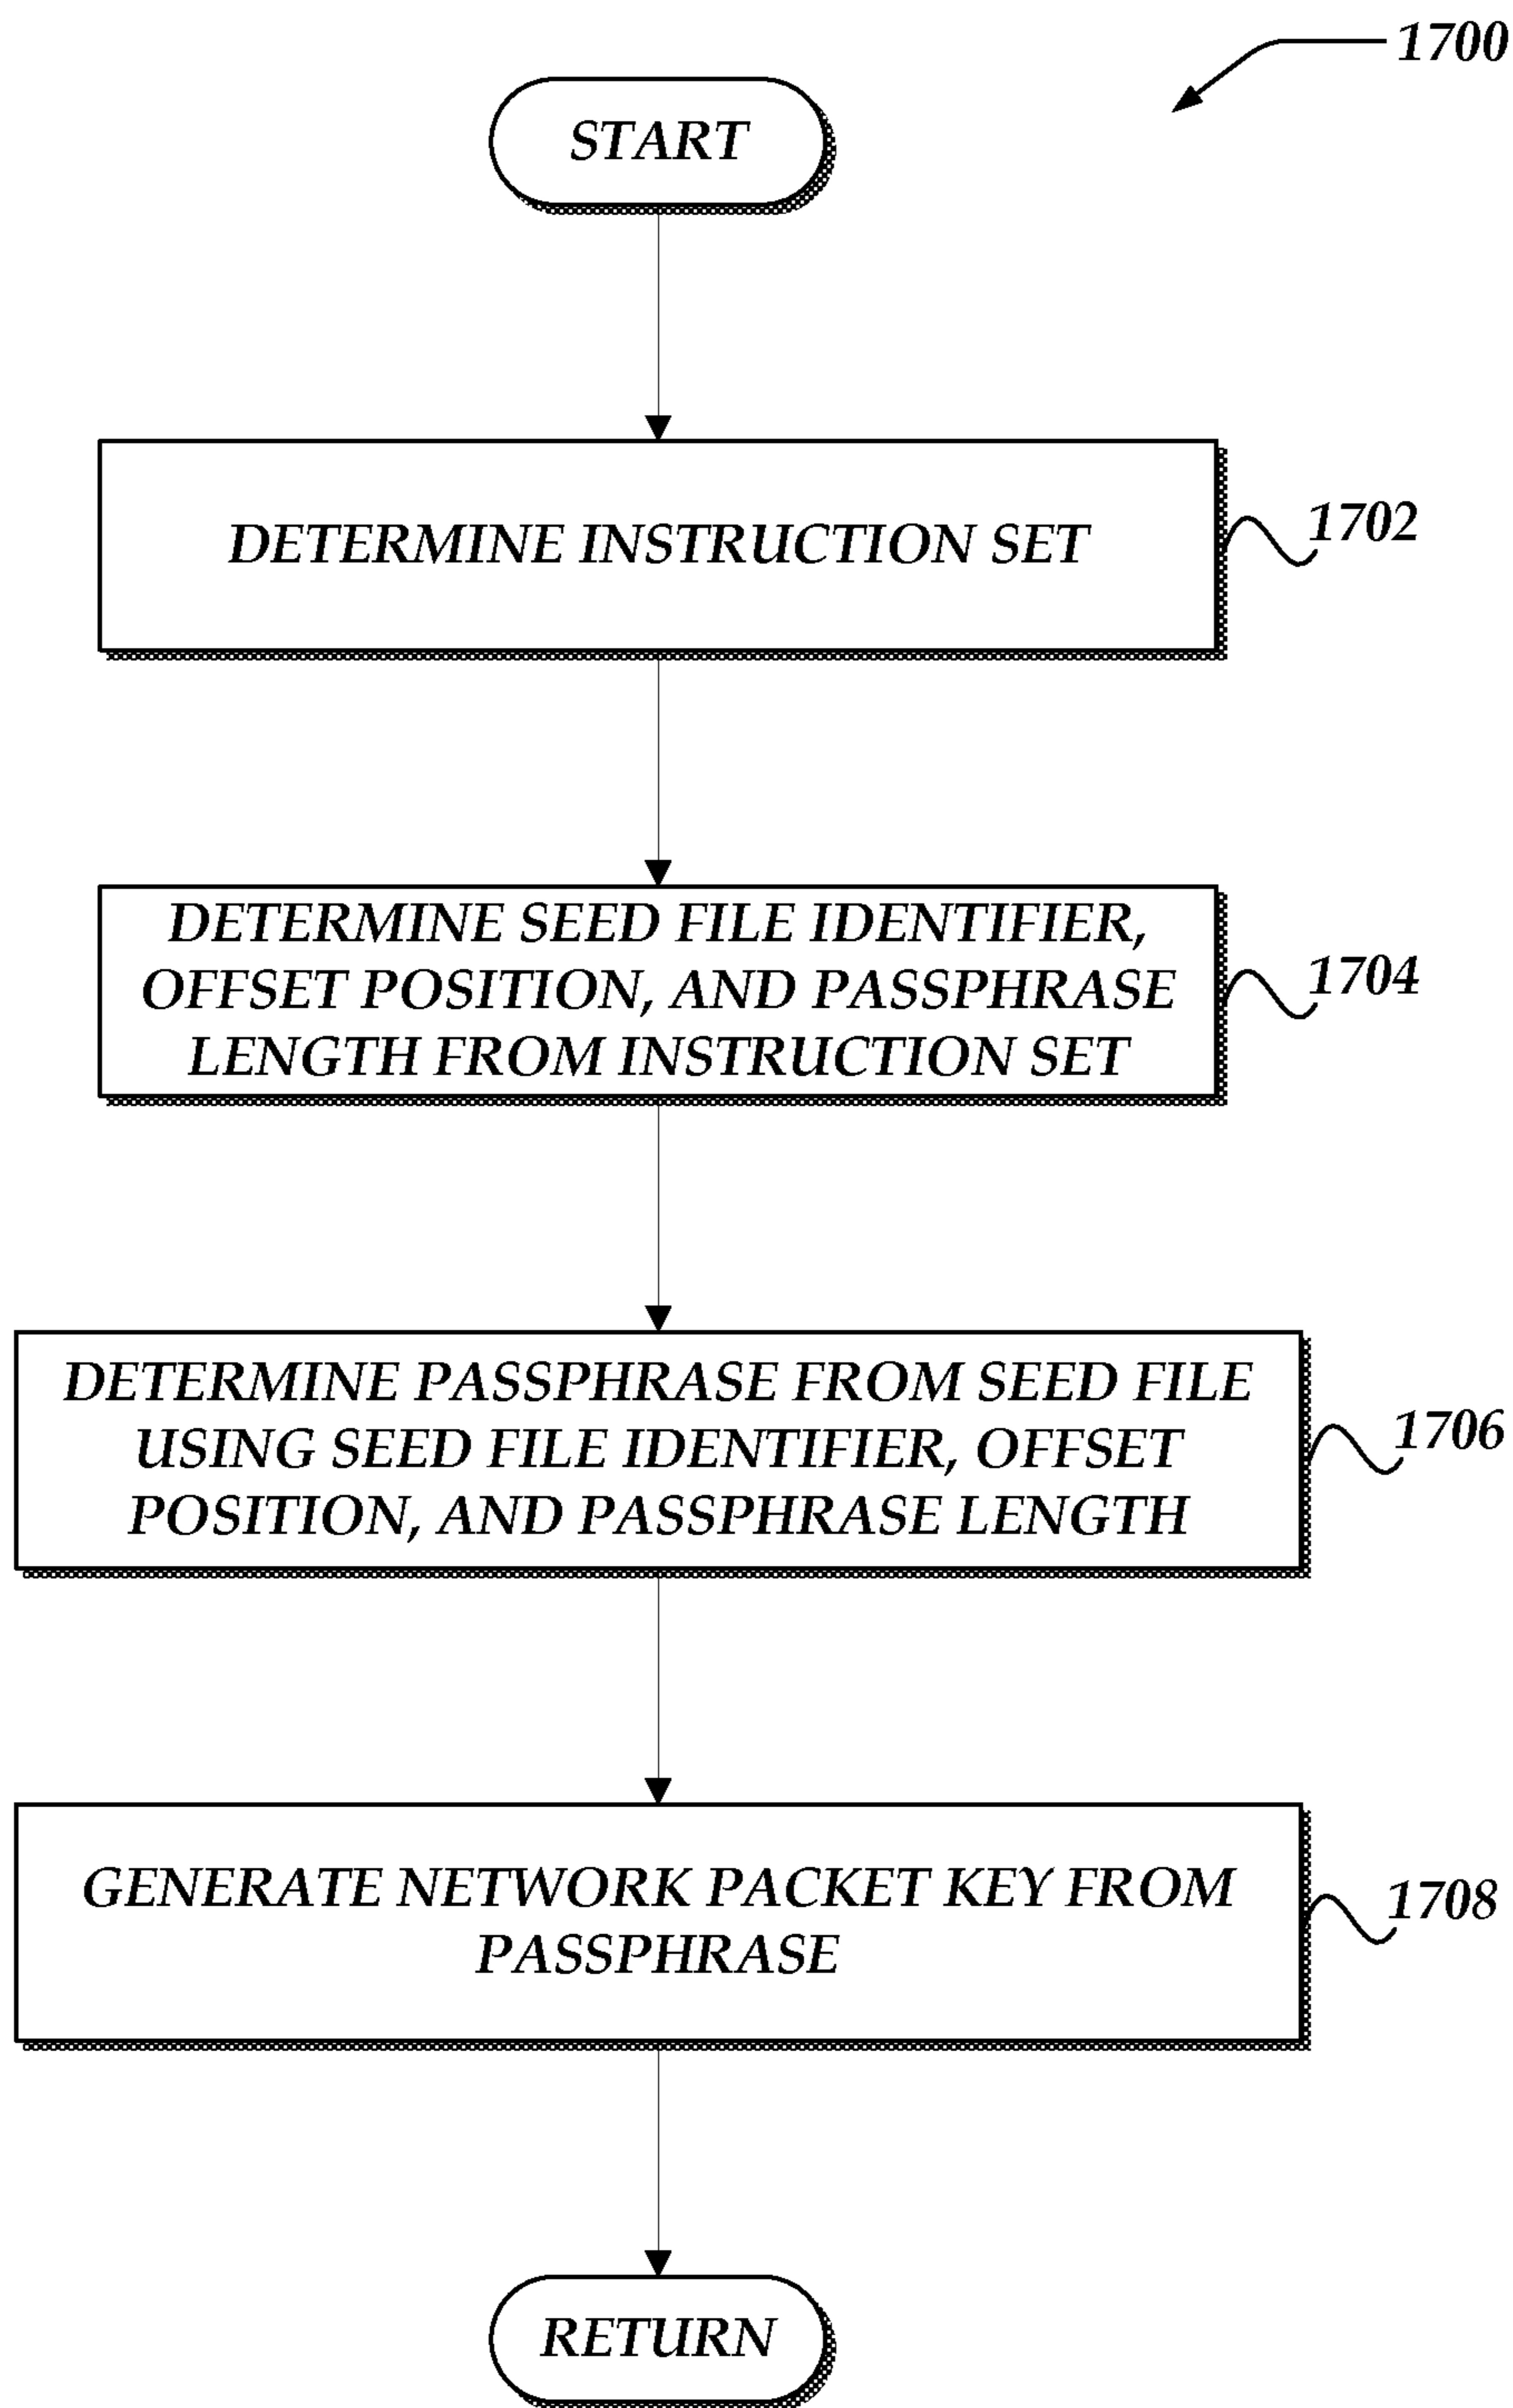 1700
START
DETERMINE INSTRUCTION SET
1702
DETERMINE SEED FILE IDENTIFIER,
OFFSET POSITION, AND PASSPHRASE
LENGTH FROM INSTRUCTION SET
1704
DETERMINE PASSPHRASE FROM SEED FILE
USING SEED FILE IDENTIFIER, OFFSET
POSITION, AND PASSPHRASE LENGTH
1706
GENERATE NETWORK PACKET KEY FROM
PASSPHRASE
1708
RETURN